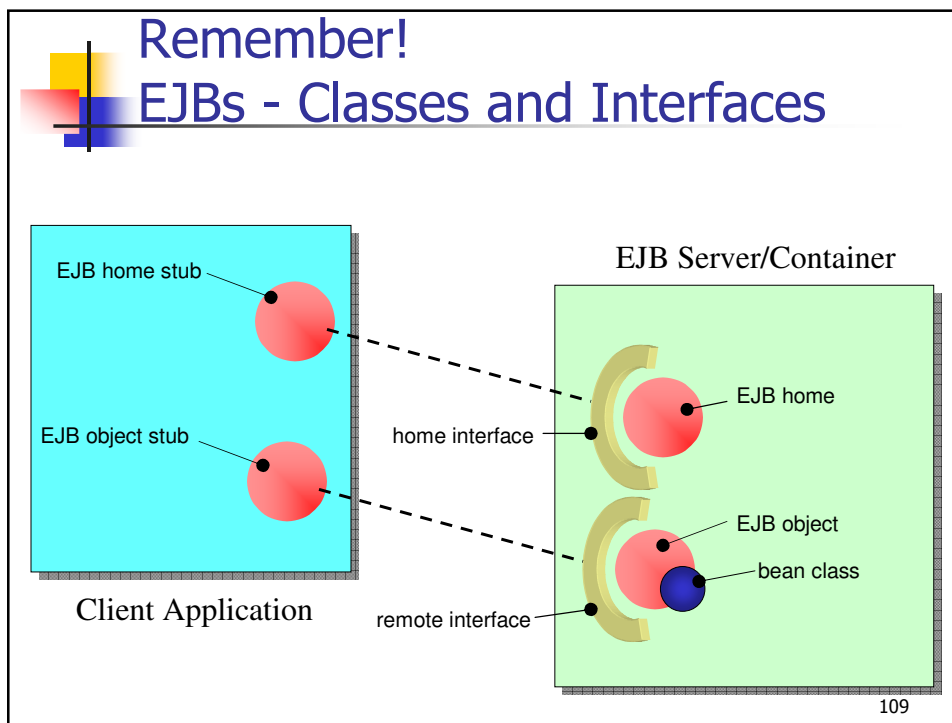 Remember!
EJBs - Classes and Interfaces
EJB home stub
EJB object stub
Client Application
EJB Server/Container
EJB home
home interface
EJB object
bean class
remote interface
109